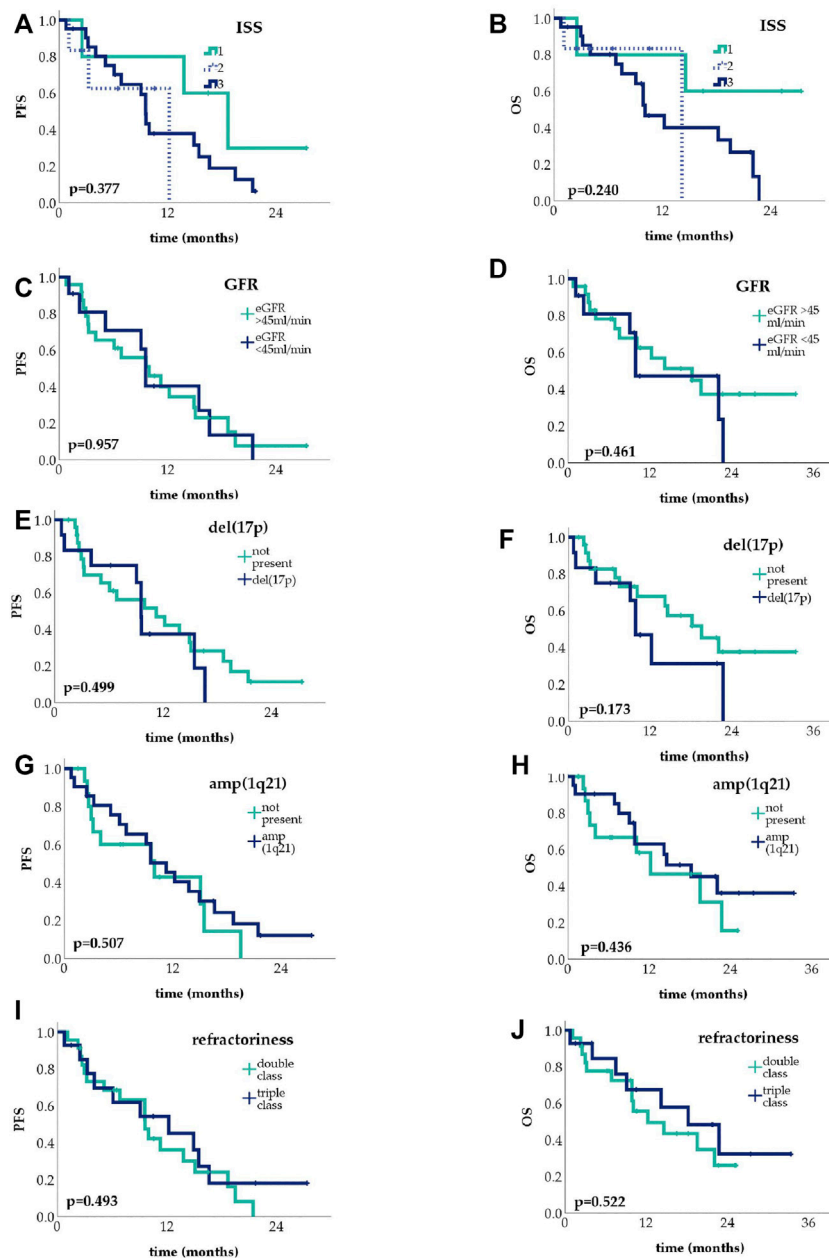 A
ISS
1
2
3
PFS
1.0
0.8
0.6
0.4
0.2
0.0
p=0.377
0
12
24
time (months)
B
ISS
1
2
3
OS
1.0
0.8
0.6
0.4
0.2
0.0
p=0.240
0
12
24
time (months)
C
GFR
eGFR
>45ml/min
eGFR
<45ml/min
PFS
1.0
0.8
0.6
0.4
0.2
0.0
p=0.957
0
12
24
time (months)
D
GFR
eGFR >45
ml/min
eGFR <45
ml/min
OS
1.0
0.8
0.6
0.4
0.2
0.0
p=0.461
0
12
24
36
time (months)
E
del(17p)
not
present
del(17p)
PFS
1.0
0.8
0.6
0.4
0.2
0.0
p=0.499
0
12
24
time (months)
F
del(17p)
not
present
del(17p)
OS
1.0
0.8
0.6
0.4
0.2
0.0
p=0.173
0
12
24
36
time (months)
G
amp(1q21)
not
present
amp
(1q21)
PFS
1.0
0.8
0.6
0.4
0.2
0.0
p=0.507
0
12
24
time (months)
H
amp(1q21)
not
present
amp
(1q21)
OS
1.0
0.8
0.6
0.4
0.2
0.0
p=0.436
0
12
24
36
time (months)
I
refractoriness
double
class
triple
class
PFS
1.0
0.8
0.6
0.4
0.2
0.0
p=0.493
0
12
24
time (months)
J
refractoriness
double
class
triple
class
OS
1.0
0.8
0.6
0.4
0.2
0.0
p=0.522
0
12
24
36
time (months)